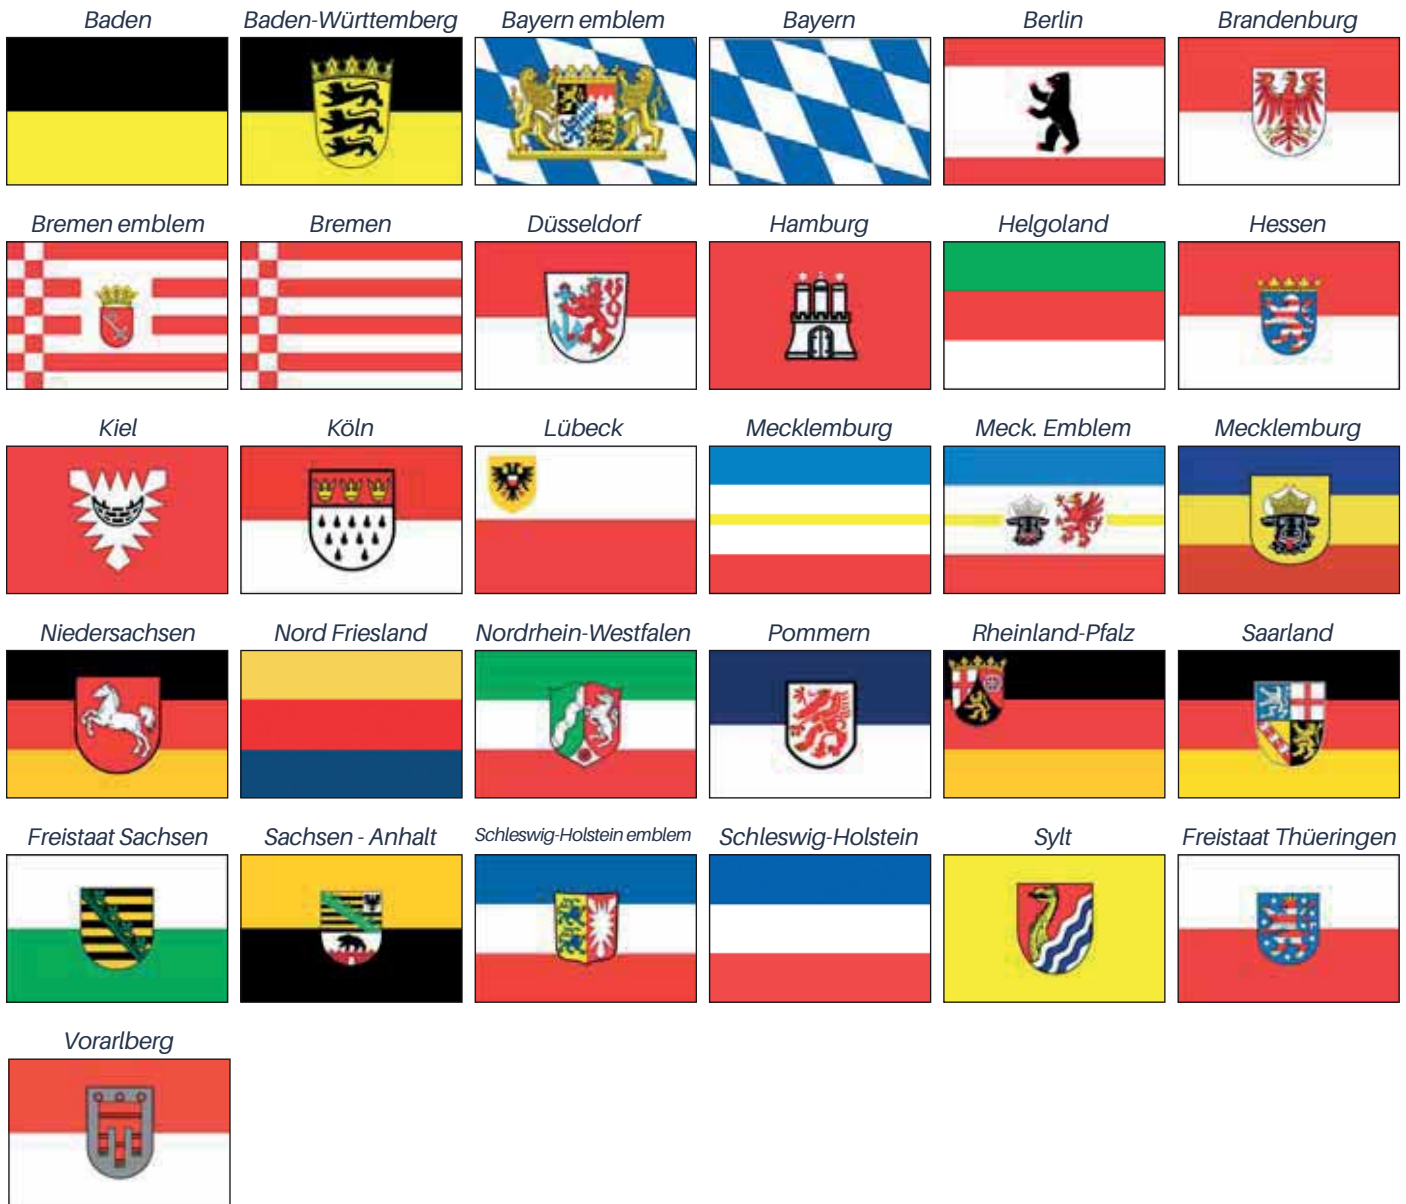 Baden Baden-Württemberg Bayern emblem Bayern Berlin Brandenburg
Bremen emblem Bremen Düsseldorf Hamburg Helgoland Hessen
Kiel Köln Lübeck Mecklemburg Meck. Emblem Mecklemburg
Niedersachsen Nord Friesland Nordrhein-Westfalen Pommern Rheinland-Pfalz Saarland
Freistaat Sachsen Sachsen - Anhalt Schleswig-Holstein emblem Schleswig-Holstein Sylt Freistaat Thüeringen
Vorarlberg